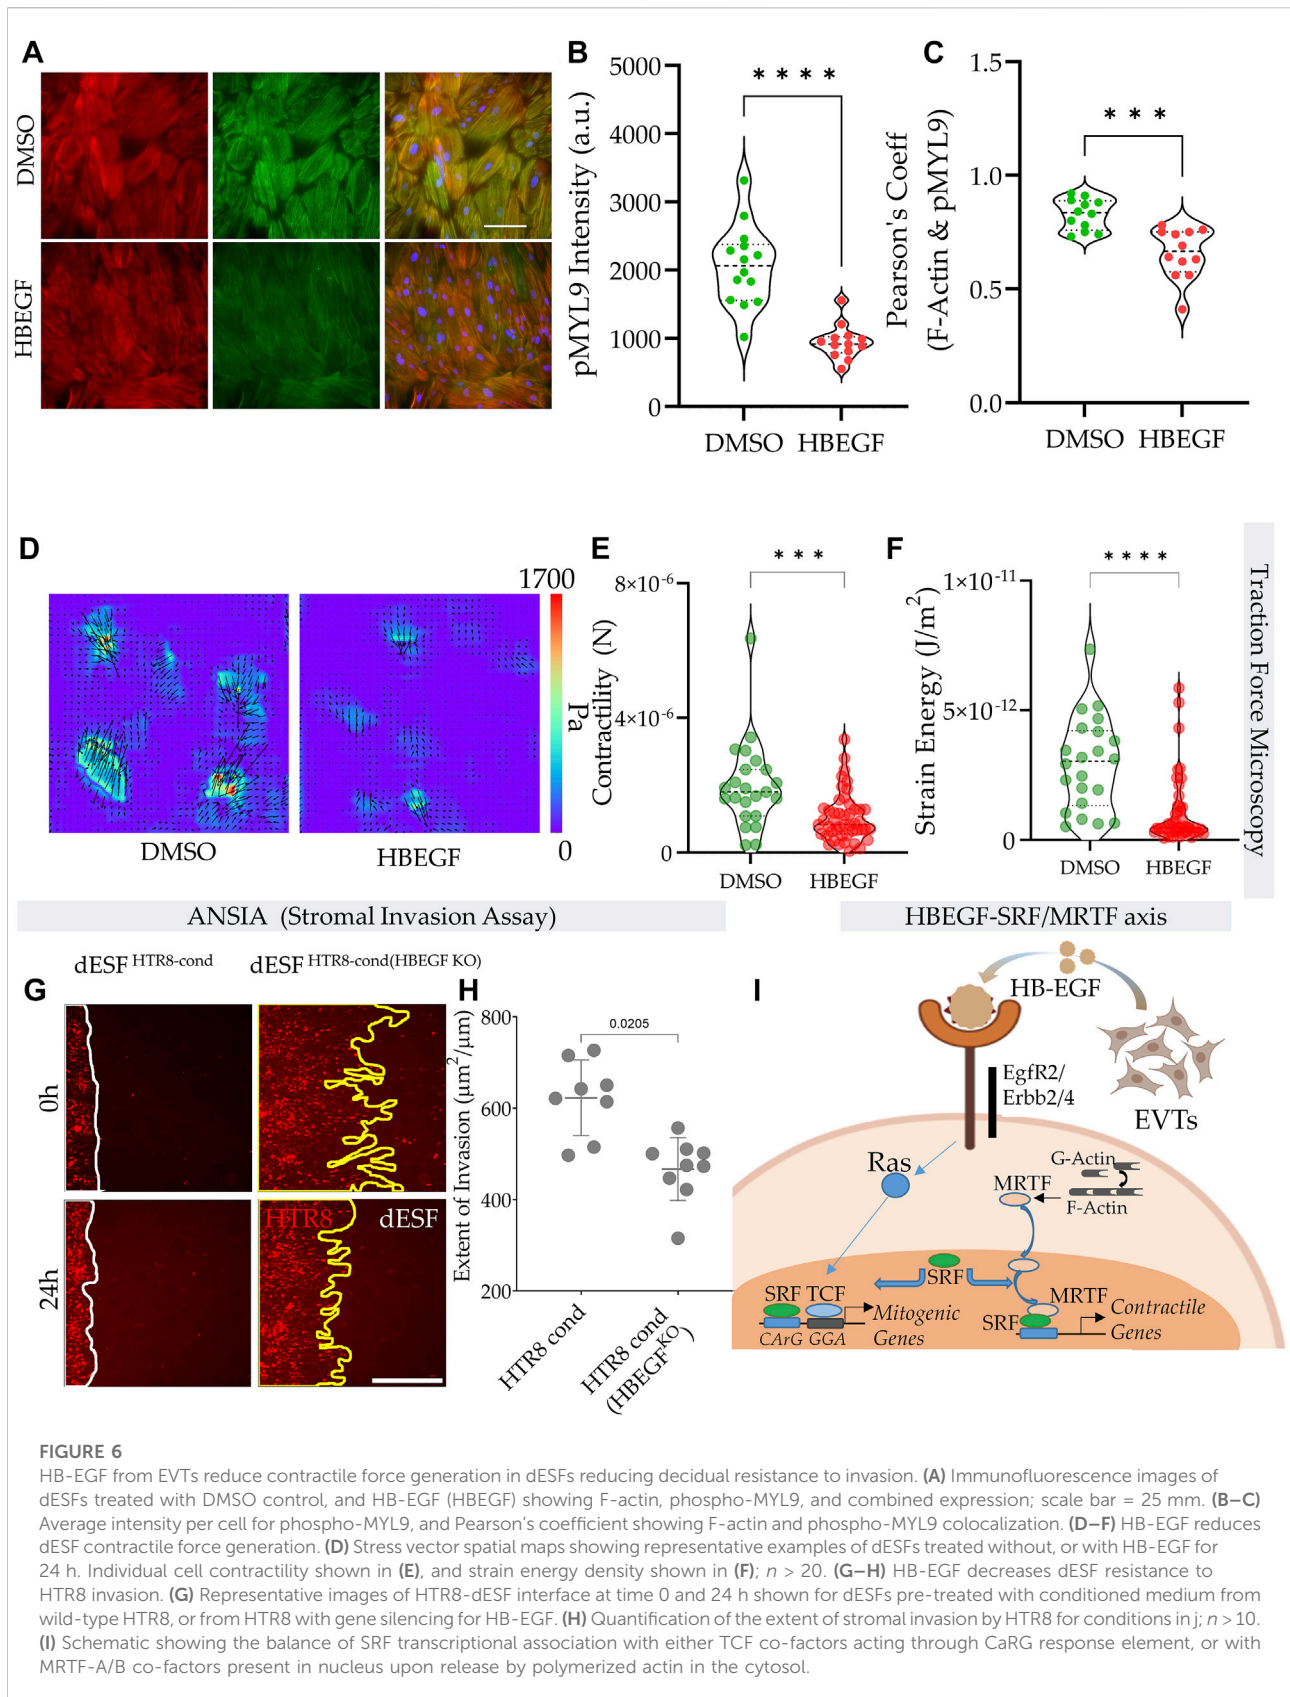 A
DMSO
HBEGF
B
5000
4000
3000
2000
1000
0
pMYL9 Intensity (a.u.)
* * * *
DMSO
HBEGF
C
1.5
1.0
0.5
0.0
Pearson's Coeff
(F-Actin & pMYL9)
* * *
DMSO
HBEGF
D
DMSO
HBEGF
1700
Pa
0
E
8×10⁻⁶
4×10⁻⁶
0
Contractility (N)
* * *
DMSO
HBEGF
F
1×10⁻¹¹
5×10⁻¹²
0
Strain Energy (J/m²)
* * * *
DMSO
HBEGF
Traction Force Microscopy
ANSIA (Stromal Invasion Assay)
HBEGF-SRF/MRTF axis
G
dESF HTR8-cond
dESF HTR8-cond(HBEGF KO)
0h
24h
HTR8
dESF
H
800
600
400
200
Extent of Invasion (μm²/μm)
0.0205
HTR8 cond
HTR8 cond
(HBEGF^KO)
I
HB-EGF
EgfR2/
Erbb2/4
EVTs
Ras
G-Actin
MRTF
F-Actin
SRF
SRF TCF
CArG GGA
Mitogenic
Genes
MRTF
SRF
Contractile
Genes
FIGURE 6
HB-EGF from EVTs reduce contractile force generation in dESFs reducing decidual resistance to invasion. (A) Immunofluorescence images of
dESFs treated with DMSO control, and HB-EGF (HBEGF) showing F-actin, phospho-MYL9, and combined expression; scale bar = 25 mm. (B–C)
Average intensity per cell for phospho-MYL9, and Pearson's coefficient showing F-actin and phospho-MYL9 colocalization. (D–F) HB-EGF reduces
dESF contractile force generation. (D) Stress vector spatial maps showing representative examples of dESFs treated without, or with HB-EGF for
24 h. Individual cell contractility shown in (E), and strain energy density shown in (F); n > 20. (G–H) HB-EGF decreases dESF resistance to
HTR8 invasion. (G) Representative images of HTR8-dESF interface at time 0 and 24 h shown for dESFs pre-treated with conditioned medium from
wild-type HTR8, or from HTR8 with gene silencing for HB-EGF. (H) Quantification of the extent of stromal invasion by HTR8 for conditions in j; n > 10.
(I) Schematic showing the balance of SRF transcriptional association with either TCF co-factors acting through CaRG response element, or with
MRTF-A/B co-factors present in nucleus upon release by polymerized actin in the cytosol.